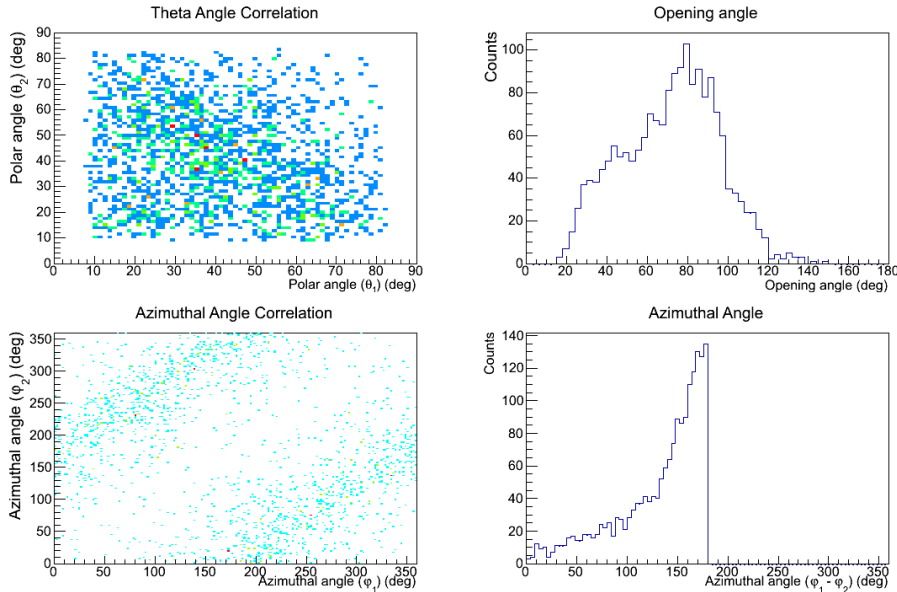 Theta Angle Correlation
Polar angle (θ2) (deg)
90
80
70
60
50
40
30
20
10
0
0 10 20 30 40 50 60 70 80 90
Polar angle (θ1) (deg)
Opening angle
Counts
100
80
60
40
20
0
0 20 40 60 80 100 120 140 160 180
Opening angle (deg)
Azimuthal Angle Correlation
Azimuthal angle (φ2) (deg)
350
300
250
200
150
100
50
0
0 50 100 150 200 250 300 350
Azimuthal angle (φ1) (deg)
Azimuthal Angle
Counts
140
120
100
80
60
40
20
0
0 50 100 150 200 250 300 350
Azimuthal angle (φ1 - φ2) (deg)